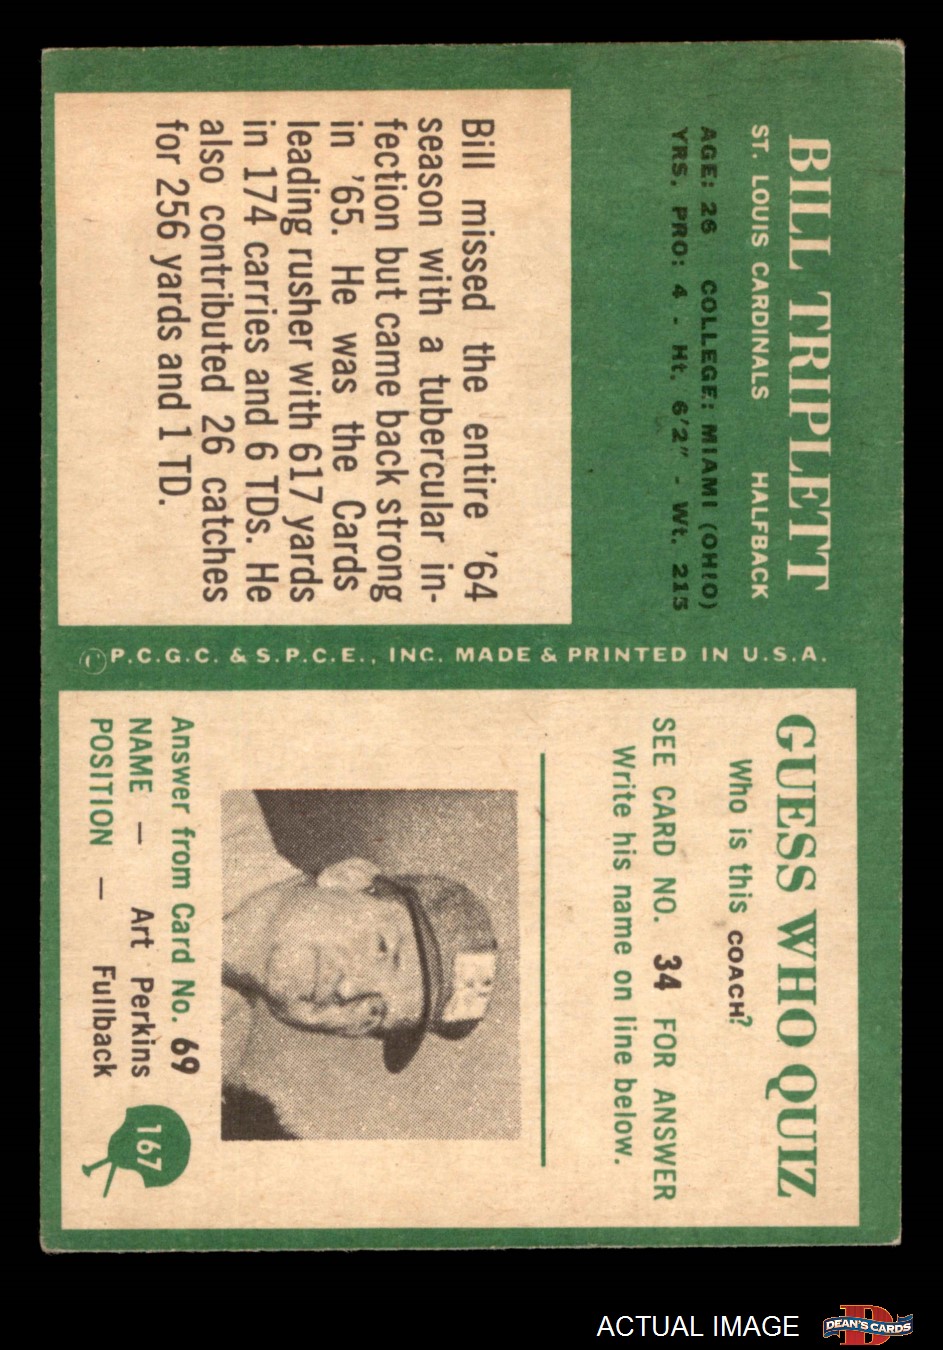 BILL TRIPLETT
ST. LOUIS CARDINALS HALFBACK
AGE: 26 COLLEGE: MIAMI (OHIO)
YRS. PRO: 4 - Ht. 6'2" - Wt. 215
Bill missed the entire '64
season with a tubercular in-
fection but came back strong
in '65. He was the Cards
leading rusher with 617 yards
in 174 carries and 6 TDs. He
also contributed 26 catches
for 256 yards and 1 TD.
©P.C.G.C. & S.P.C.E., INC. MADE & PRINTED IN U.S.A.
GUESS WHO QUIZ
Who is this COACH?
SEE CARD NO. 34 FOR ANSWER
Write his name on line below.
Answer from Card No. 69
NAME — Art Perkins
POSITION — Fullback
167
ACTUAL IMAGE
D
DEAN'S CARDS